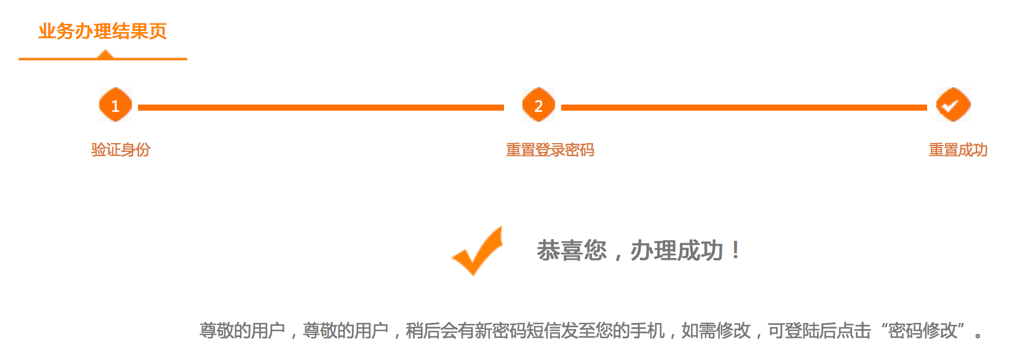 业务办理结果页
1
2
验证身份
重置登录密码
重置成功
恭喜您，办理成功！
尊敬的用户，尊敬的用户，稍后会有新密码短信发至您的手机，如需修改，可登陆后点击“密码修改”。